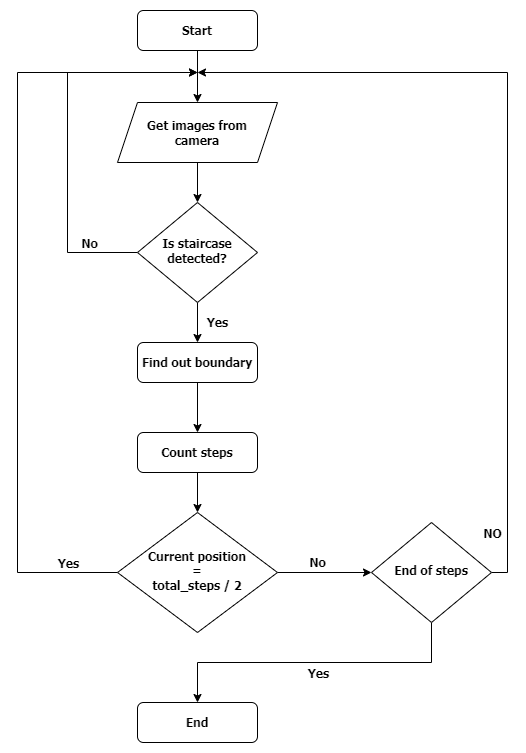 Start
Get images from
camera
Is staircase
detected?
No
Yes
Find out boundary
Count steps
Current position
=
total_steps / 2
Yes
No
End of steps
NO
Yes
End